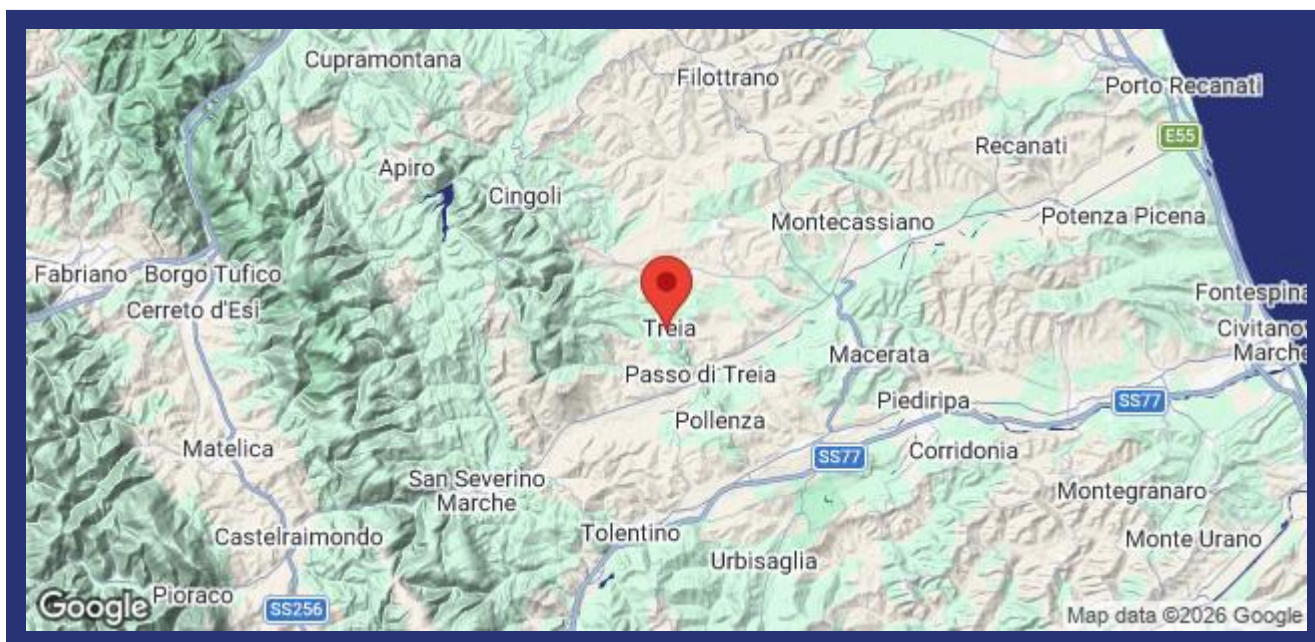 Cupramontana
Filottrano
Porto Recanati
E55
Recanati
Apiro
Cingoli
Montecassiano
Potenza Picena
Fabriano
Borgo Tufico
Cerreto d'Esi
Fontespina
Treia
Civitanov
Marche
Macerata
Passo di Treia
Piediripa
SS77
Pollenza
Matelica
SS77
Corridonia
San Severino
Marche
Montegranaro
Castelraimondo
Tolentino
Monte Urano
Urbisaglia
Pioraco
Google
SS256
Map data ©2026 Google